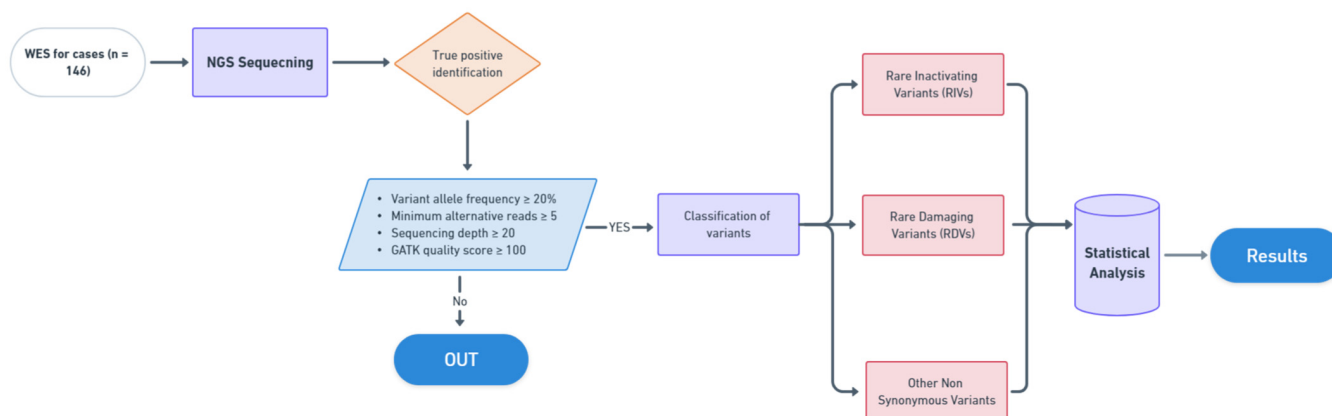 WES for cases (n =
146)
NGS Sequecning
True positive
identification
• Variant allele frequency ≥ 20%
• Minimum alternative reads ≥ 5
• Sequencing depth ≥ 20
• GATK quality score ≥ 100
YES
No
OUT
Classification of
variants
Rare Inactivating
Variants (RIVs)
Rare Damaging
Variants (RDVs)
Other Non
Synonymous Variants
Statistical
Analysis
Results